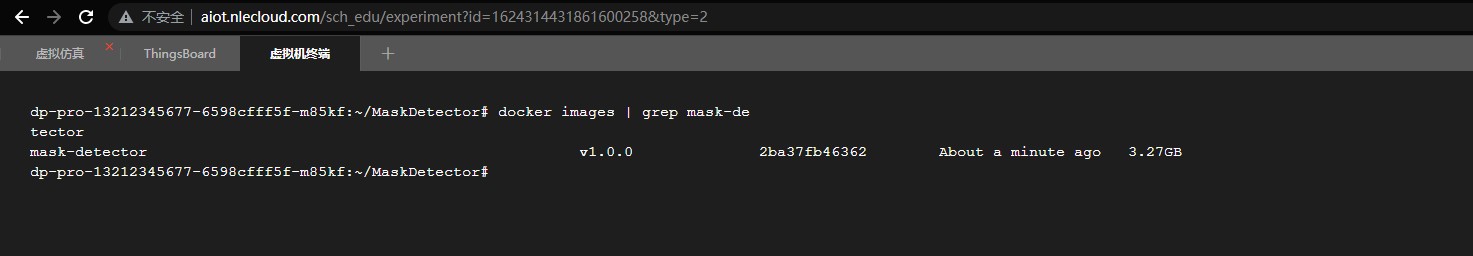 不安全 | aiot.nlecloud.com/sch_edu/experiment?id=1624314431861600258&type=2
虚拟仿真 × ThingsBoard 虚拟机终端 +
dp-pro-13212345677-6598cfff5f-m85kf:~/MaskDetector# docker images | grep mask-de
tector
mask-detector v1.0.0 2ba37fb46362 About a minute ago 3.27GB
dp-pro-13212345677-6598cfff5f-m85kf:~/MaskDetector#